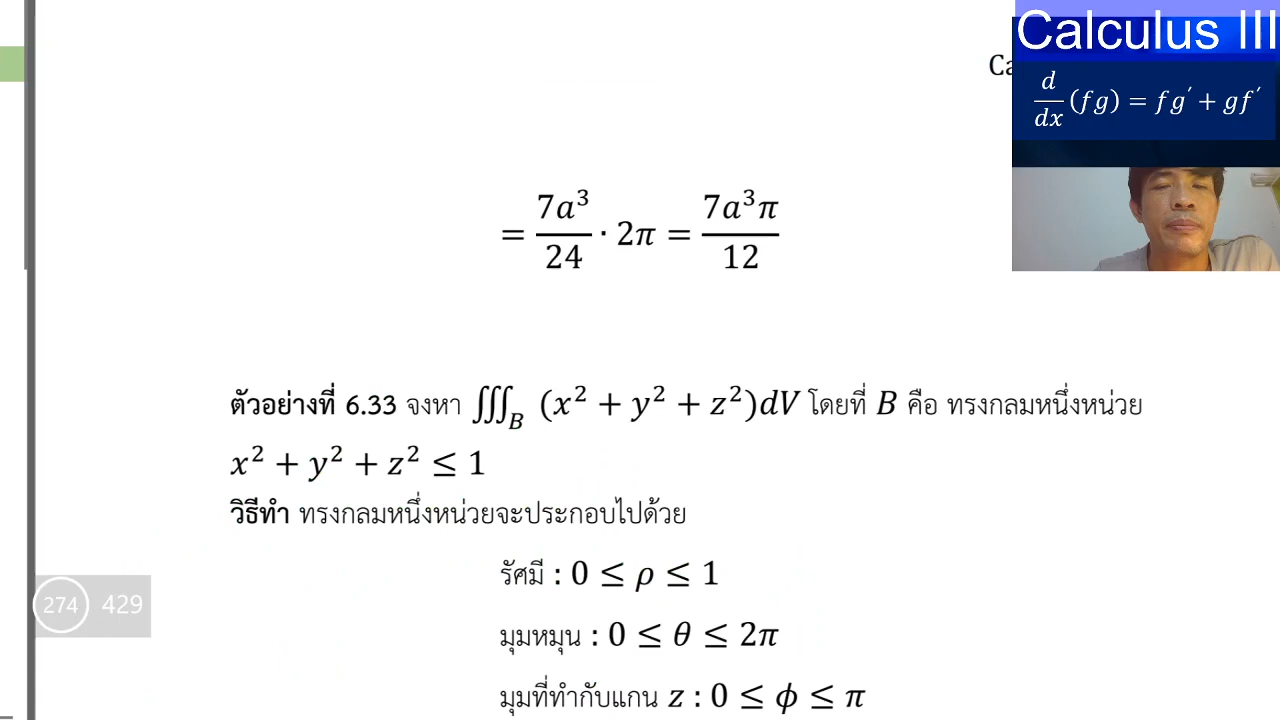 Calculus III
Ca
d/dx (fg) = fg′ + gf′
= 7a³/24 · 2π = 7a³π/12
ตัวอย่างที่ 6.33 จงหา ∭_B (x² + y² + z²)dV โดยที่ B คือ ทรงกลมหนึ่งหน่วย
x² + y² + z² ≤ 1
วิธีทำ ทรงกลมหนึ่งหน่วยจะประกอบไปด้วย
รัศมี : 0 ≤ ρ ≤ 1
274 429
มุมหมุน : 0 ≤ θ ≤ 2π
มุมที่ทำกับแกน z : 0 ≤ ϕ ≤ π